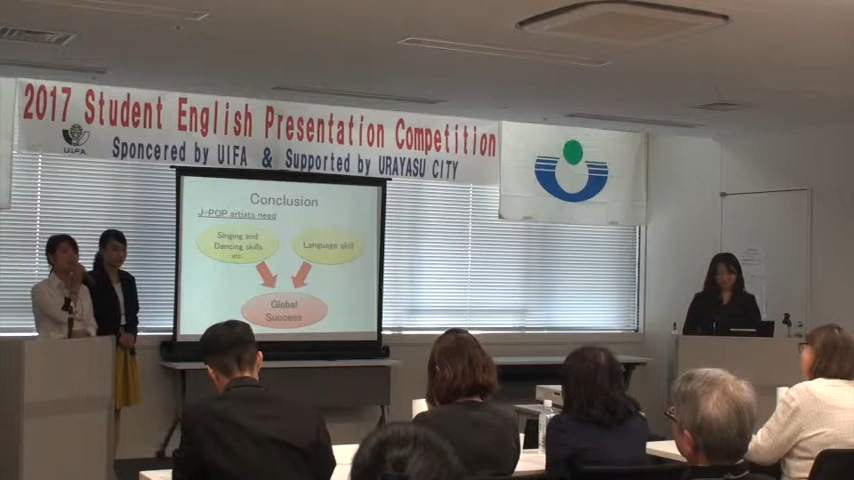 2017 Student English Presentation Competition
UIFA
Sponcered by UIFA & Supported by URAYASU CITY
Conclusion
J-POP artists need
Singing and
Dancing skills
etc.
Language skill
Global
Success